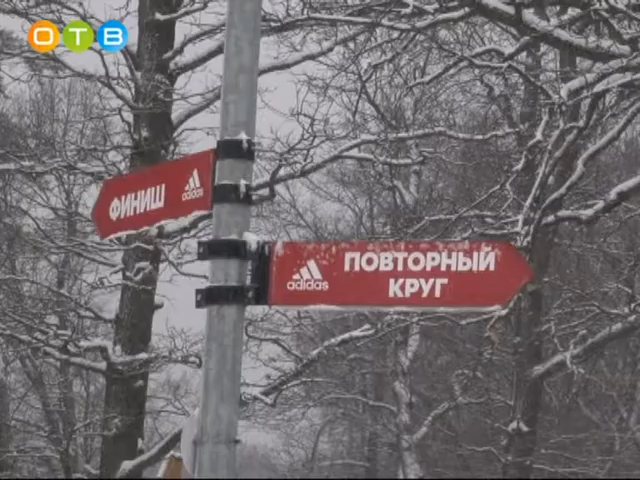 ОТВ
ФИНИШ
adidas
adidas
ПОВТОРНЫЙ
КРУГ